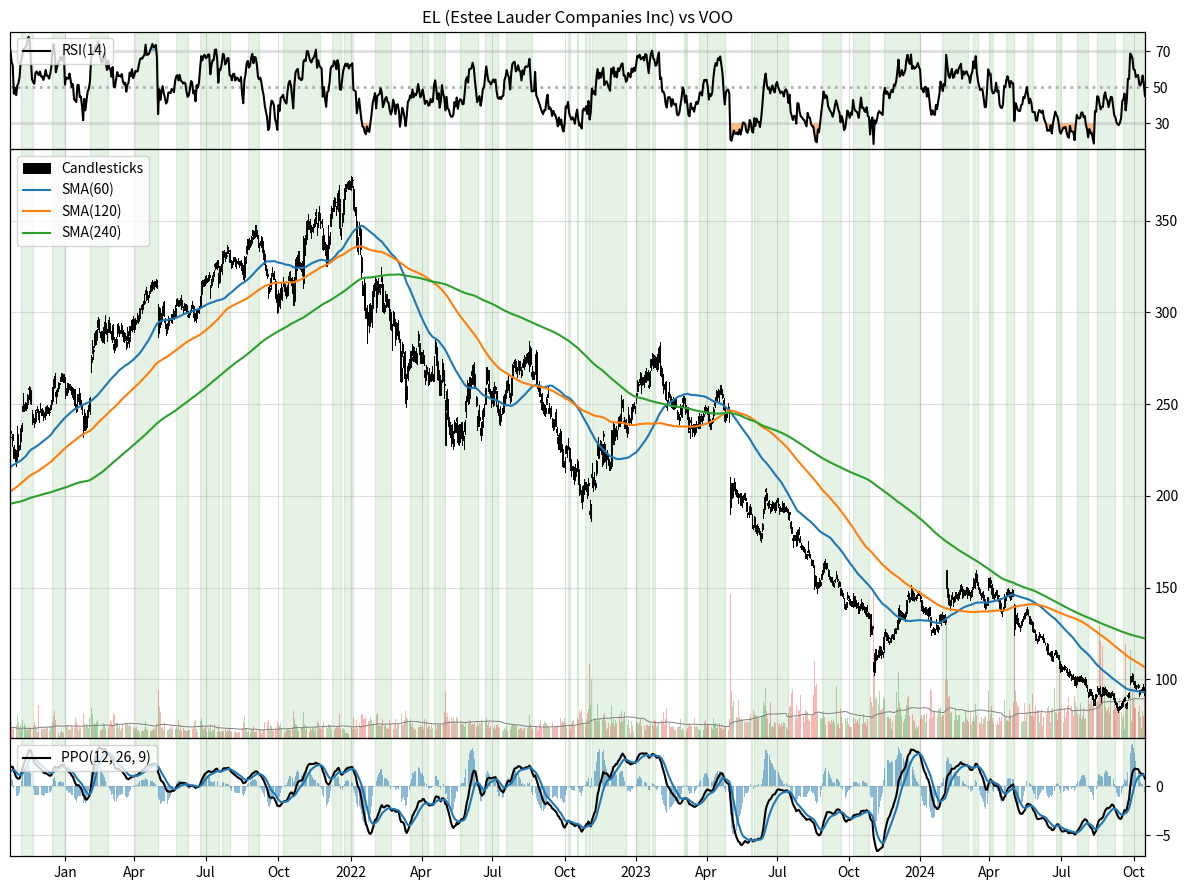 EL (Estee Lauder Companies Inc) vs VOO
RSI(14)
70
50
30
Candlesticks
SMA(60)
SMA(120)
SMA(240)
350
300
250
200
150
100
PPO(12, 26, 9)
0
−5
Jan Apr Jul Oct 2022 Apr Jul Oct 2023 Apr Jul Oct 2024 Apr Jul Oct